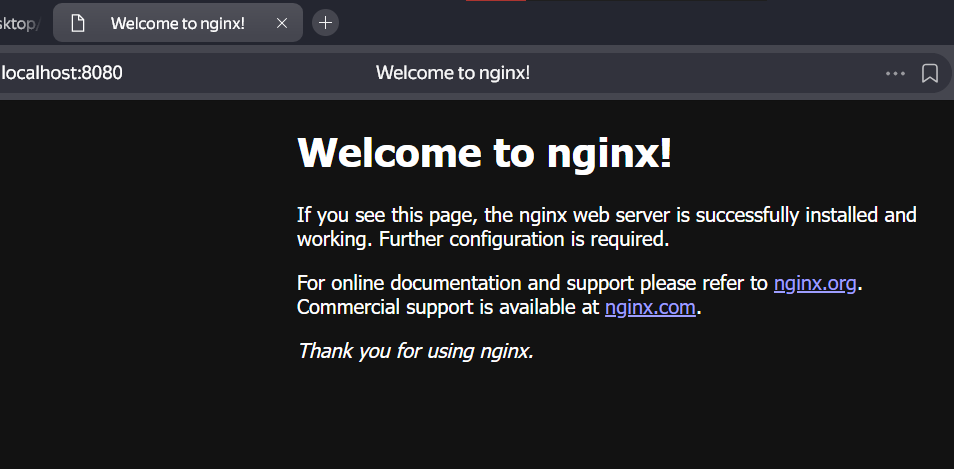 sktop/
Welcome to nginx!
localhost:8080
Welcome to nginx!
Welcome to nginx!
If you see this page, the nginx web server is successfully installed and
working. Further configuration is required.
For online documentation and support please refer to nginx.org.
Commercial support is available at nginx.com.
Thank you for using nginx.